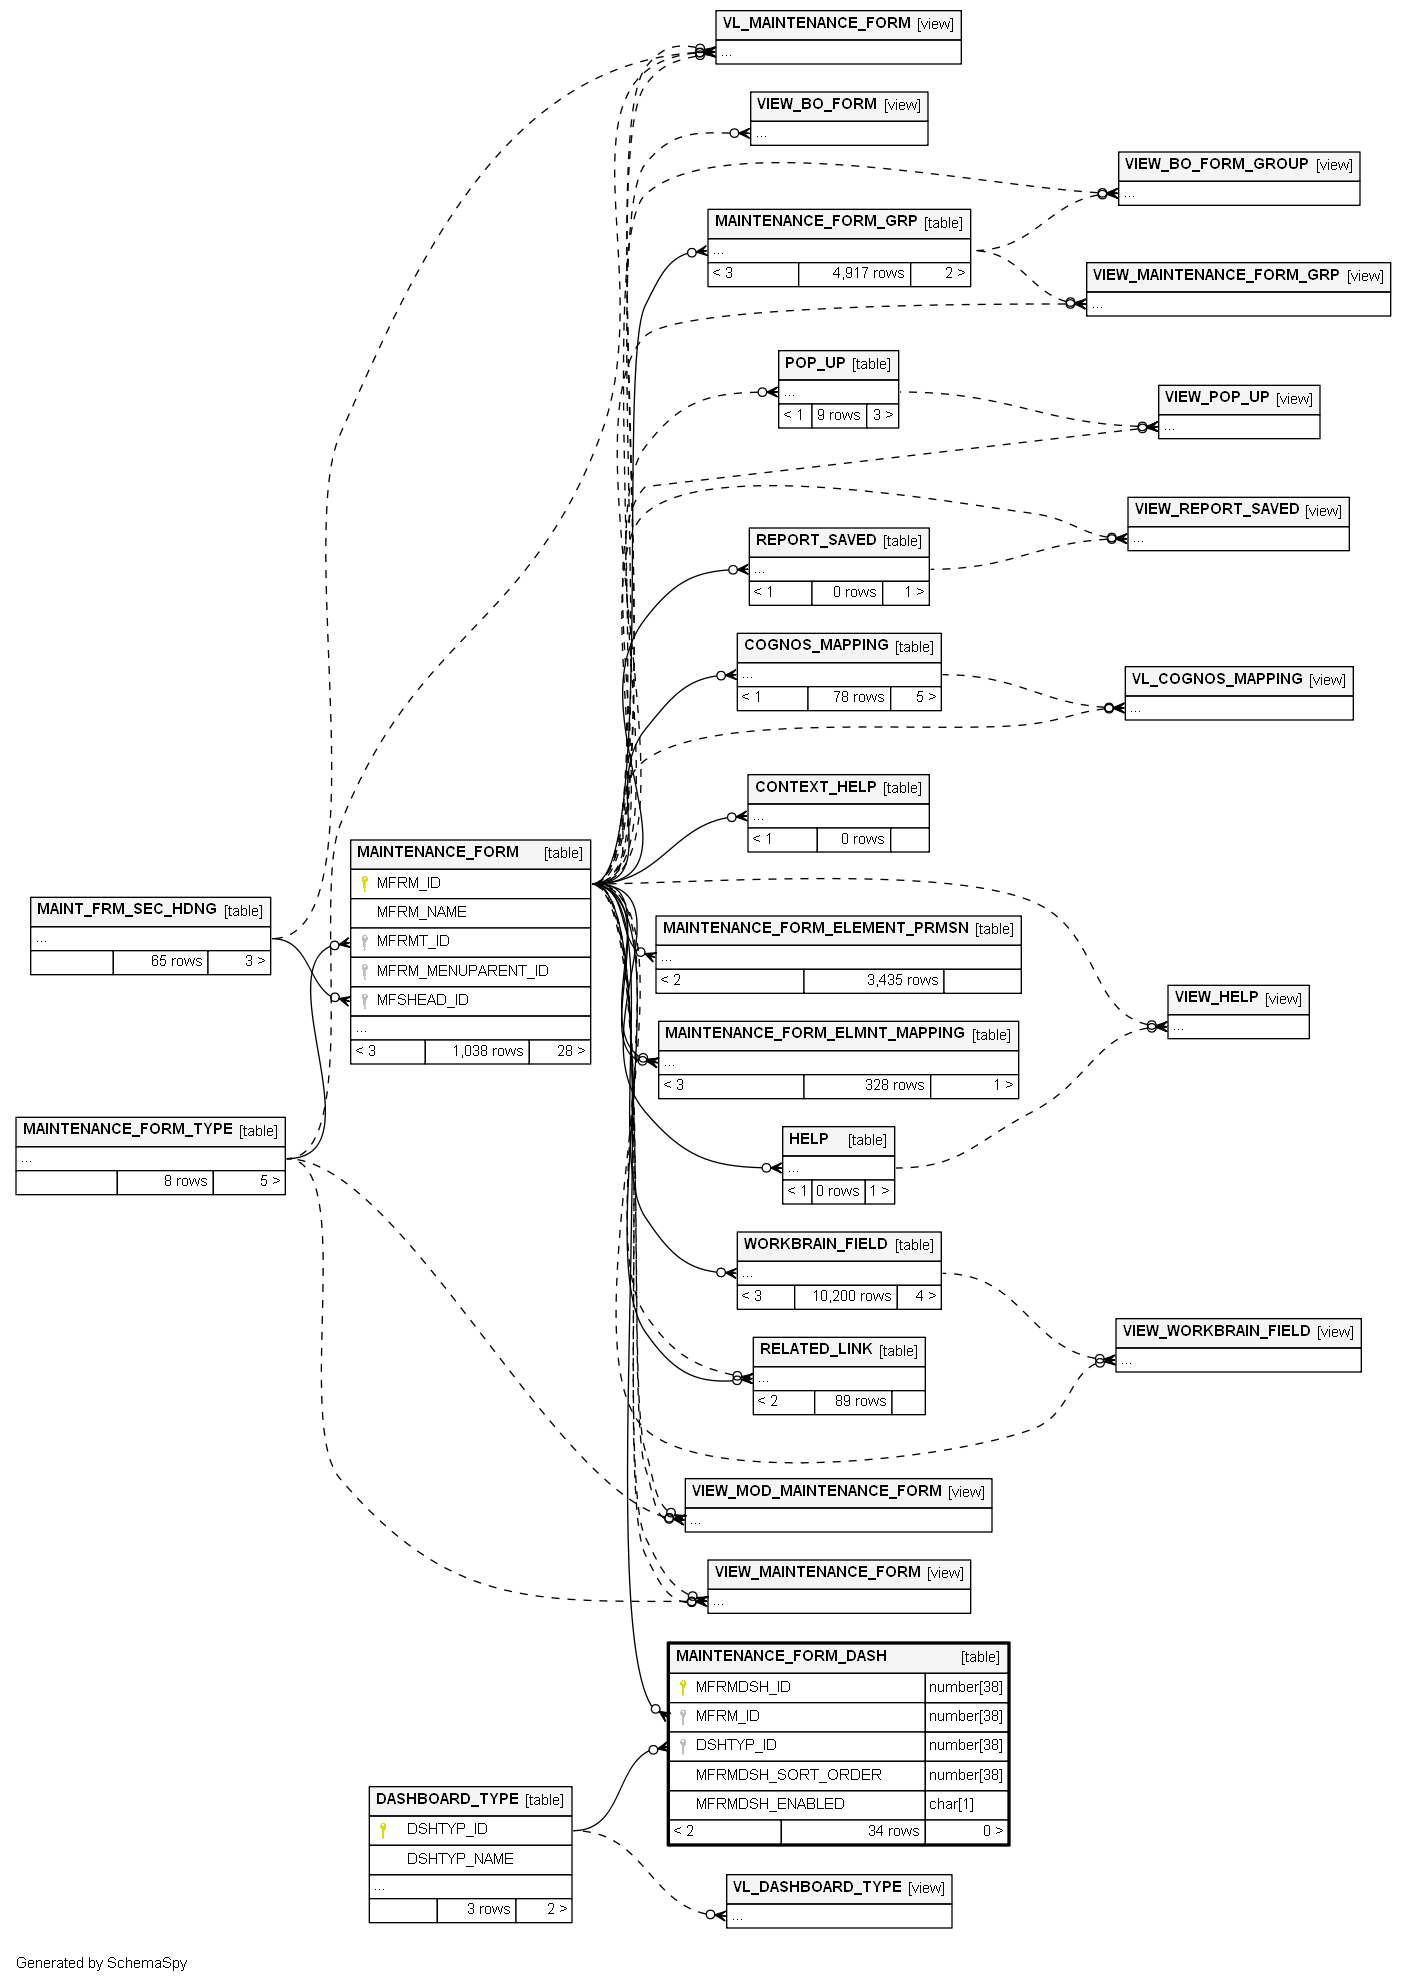 VL_MAINTENANCE_FORM [view]
...
VIEW_BO_FORM [view]
...
VIEW_BO_FORM_GROUP [view]
...
MAINTENANCE_FORM_GRP [table]
...
< 3 4,917 rows 2 >
VIEW_MAINTENANCE_FORM_GRP [view]
...
POP_UP [table]
...
< 1 9 rows 3 >
VIEW_POP_UP [view]
...
VIEW_REPORT_SAVED [view]
...
REPORT_SAVED [table]
...
< 1 0 rows 1 >
COGNOS_MAPPING [table]
...
< 1 78 rows 5 >
VL_COGNOS_MAPPING [view]
...
CONTEXT_HELP [table]
...
< 1 0 rows
MAINTENANCE_FORM [table]
MFRM_ID
MFRM_NAME
MFRMT_ID
MFRM_MENUPARENT_ID
MFSHEAD_ID
...
< 3 1,038 rows 28 >
MAINT_FRM_SEC_HDNG [table]
...
65 rows 3 >
MAINTENANCE_FORM_ELEMENT_PRMSN [table]
...
< 2 3,435 rows
VIEW_HELP [view]
...
MAINTENANCE_FORM_ELMNT_MAPPING [table]
...
< 3 328 rows 1 >
MAINTENANCE_FORM_TYPE [table]
...
8 rows 5 >
HELP [table]
...
< 1 0 rows 1 >
WORKBRAIN_FIELD [table]
...
< 3 10,200 rows 4 >
VIEW_WORKBRAIN_FIELD [view]
...
RELATED_LINK [table]
...
< 2 89 rows
VIEW_MOD_MAINTENANCE_FORM [view]
...
VIEW_MAINTENANCE_FORM [view]
...
MAINTENANCE_FORM_DASH [table]
MFRMDSH_ID number[38]
MFRM_ID number[38]
DSHTYP_ID number[38]
MFRMDSH_SORT_ORDER number[38]
MFRMDSH_ENABLED char[1]
< 2 34 rows 0 >
DASHBOARD_TYPE [table]
DSHTYP_ID
DSHTYP_NAME
...
3 rows 2 >
VL_DASHBOARD_TYPE [view]
...
Generated by SchemaSpy